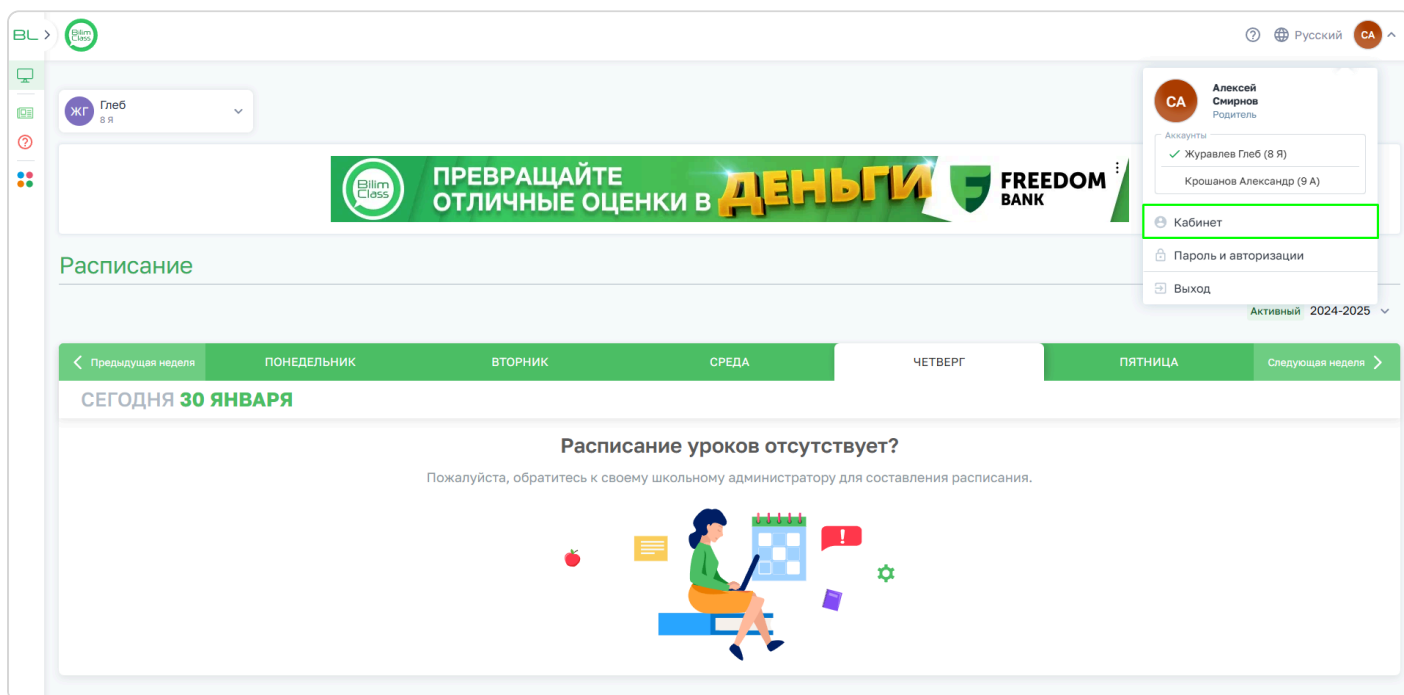 BL
Bilim
Class
Русский
СА
ЖГ
Глеб
8 Я
СА
Алексей
Смирнов
Родитель
Аккаунты
Журавлев Глеб (8 Я)
Крошанов Александр (9 А)
Кабинет
Пароль и авторизации
Выход
Bilim
Class
ПРЕВРАЩАЙТЕ
ОТЛИЧНЫЕ ОЦЕНКИ В ДЕНЬГИ
FREEDOM
BANK
Расписание
Активный 2024-2025
Предыдущая неделя ПОНЕДЕЛЬНИК ВТОРНИК СРЕДА ЧЕТВЕРГ ПЯТНИЦА Следующая неделя
СЕГОДНЯ 30 ЯНВАРЯ
Расписание уроков отсутствует?
Пожалуйста, обратитесь к своему школьному администратору для составления расписания.